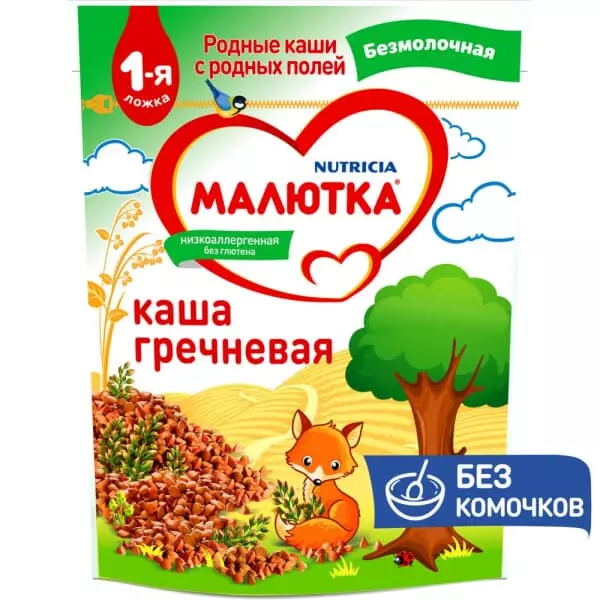 1-я
ложка
Родные каши
с родных полей
Безмолочная
NUTRICIA
МАЛЮТКА®
низкоаллергенная
без глютена
каша
гречневая
БЕЗ
КОМОЧКОВ